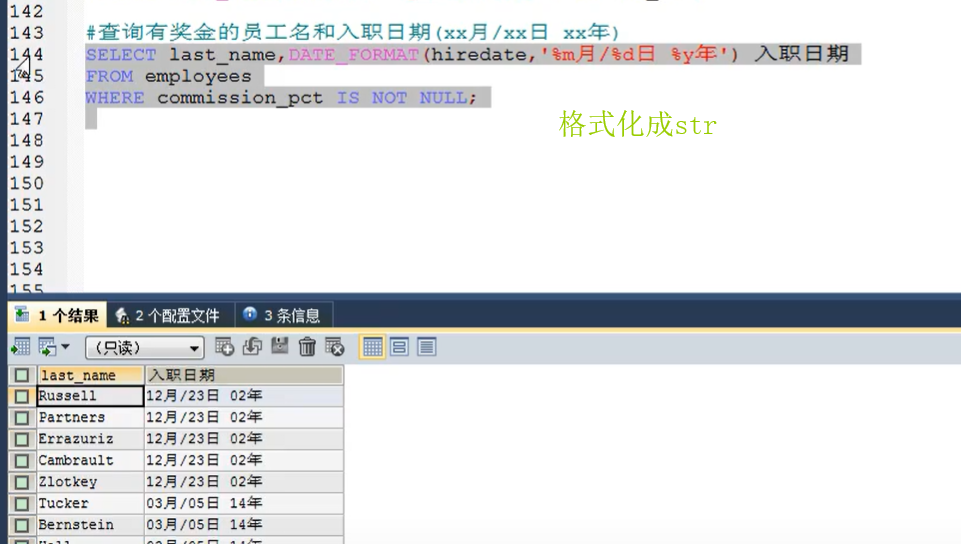 142
143 #查询有奖金的员工名和入职日期(xx月/xx日 xx年)
144 SELECT last_name,DATE_FORMAT(hiredate,'%m月/%d日 %y年') 入职日期
145 FROM employees
146 WHERE commission_pct IS NOT NULL;
147
格式化成str
148
149
150
151
152
153
154
155
1 个结果 2 个配置文件 3 条信息
(只读)
last_name 入职日期
Russell 12月/23日 02年
Partners 12月/23日 02年
Errazuriz 12月/23日 02年
Cambrault 12月/23日 02年
Zlotkey 12月/23日 02年
Tucker 03月/05日 14年
Bernstein 03月/05日 14年